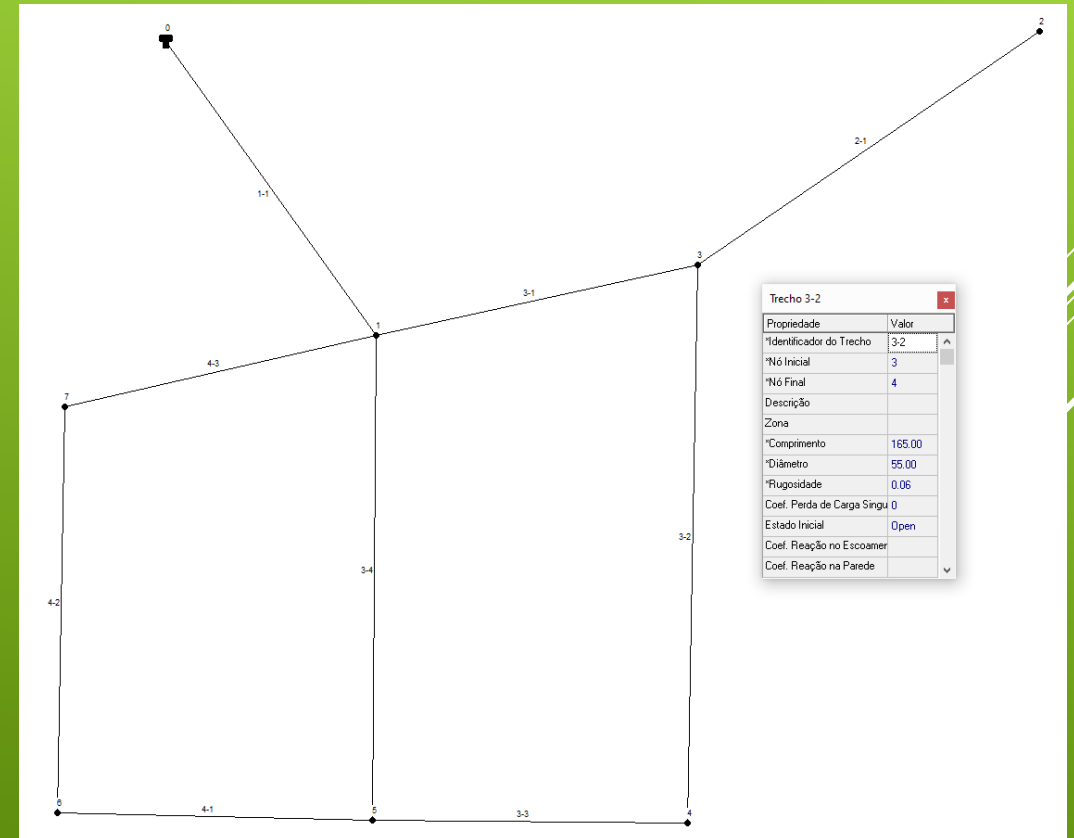 0
2
2-1
1-1
3
3-1
1
4-3
7
3-2
3-4
4-2
6
4-1
5
3-3
4
Trecho 3-2
x
Propriedade Valor
*Identificador do Trecho 3-2
*Nó Inicial 3
*Nó Final 4
Descrição
Zona
*Comprimento 165.00
*Diâmetro 55.00
*Rugosidade 0.06
Coef. Perda de Carga Singu 0
Estado Inicial Open
Coef. Reação no Escoamer
Coef. Reação na Parede